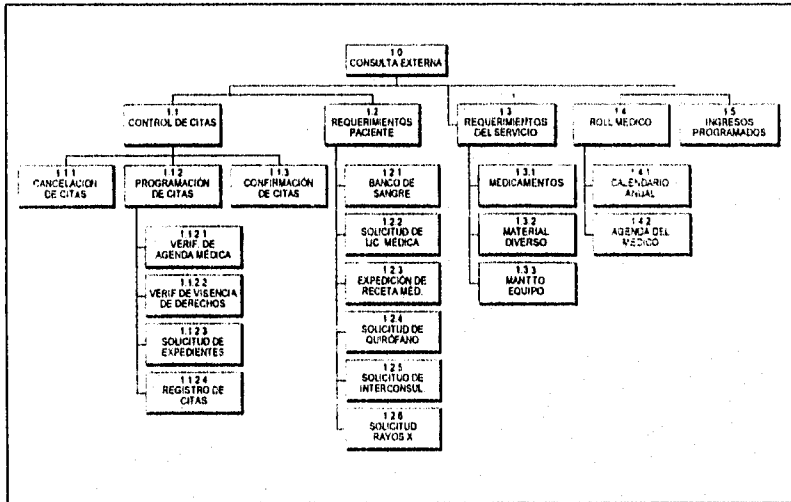 1.0
CONSULTA EXTERNA
1.1
CONTROL DE CITAS
1.2
REQUERIMIENTOS
PACIENTE
1.3
REQUERIMIENTOS
DEL SERVICIO
1.4
ROLL MEDICO
1.5
INGRESOS
PROGRAMADOS
1.1.1
CANCELACION
DE CITAS
1.1.2
PROGRAMACIÓN
DE CITAS
1.1.3
CONFIRMACIÓN
DE CITAS
1.1.2.1
VERIF. DE
AGENDA MÉDICA
1.1.2.2
VERIF DE VIGENCIA
DE DERECHOS
1.1.2.3
SOLICITUD
DE EXPEDIENTES
1.1.2.4
REGISTRO DE
CITAS
1.2.1
BANCO DE
SANGRE
1.2.2
SOLICITUD DE
LIC. MÉDICA
1.2.3
EXPEDICIÓN DE
RECETA MÉD.
1.2.4
SOLICITUD DE
QUIRÓFANO
1.2.5
SOLICITUD DE
INTERCONSUL.
1.2.6
SOLICITUD
RAYOS X
1.3.1
MEDICAMENTOS
1.3.2
MATERIAL
DIVERSO
1.3.3
MANTTO
EQUIPO
1.4.1
CALENDARIO
ANUAL
1.4.2
AGENDA DEL
MEDICO